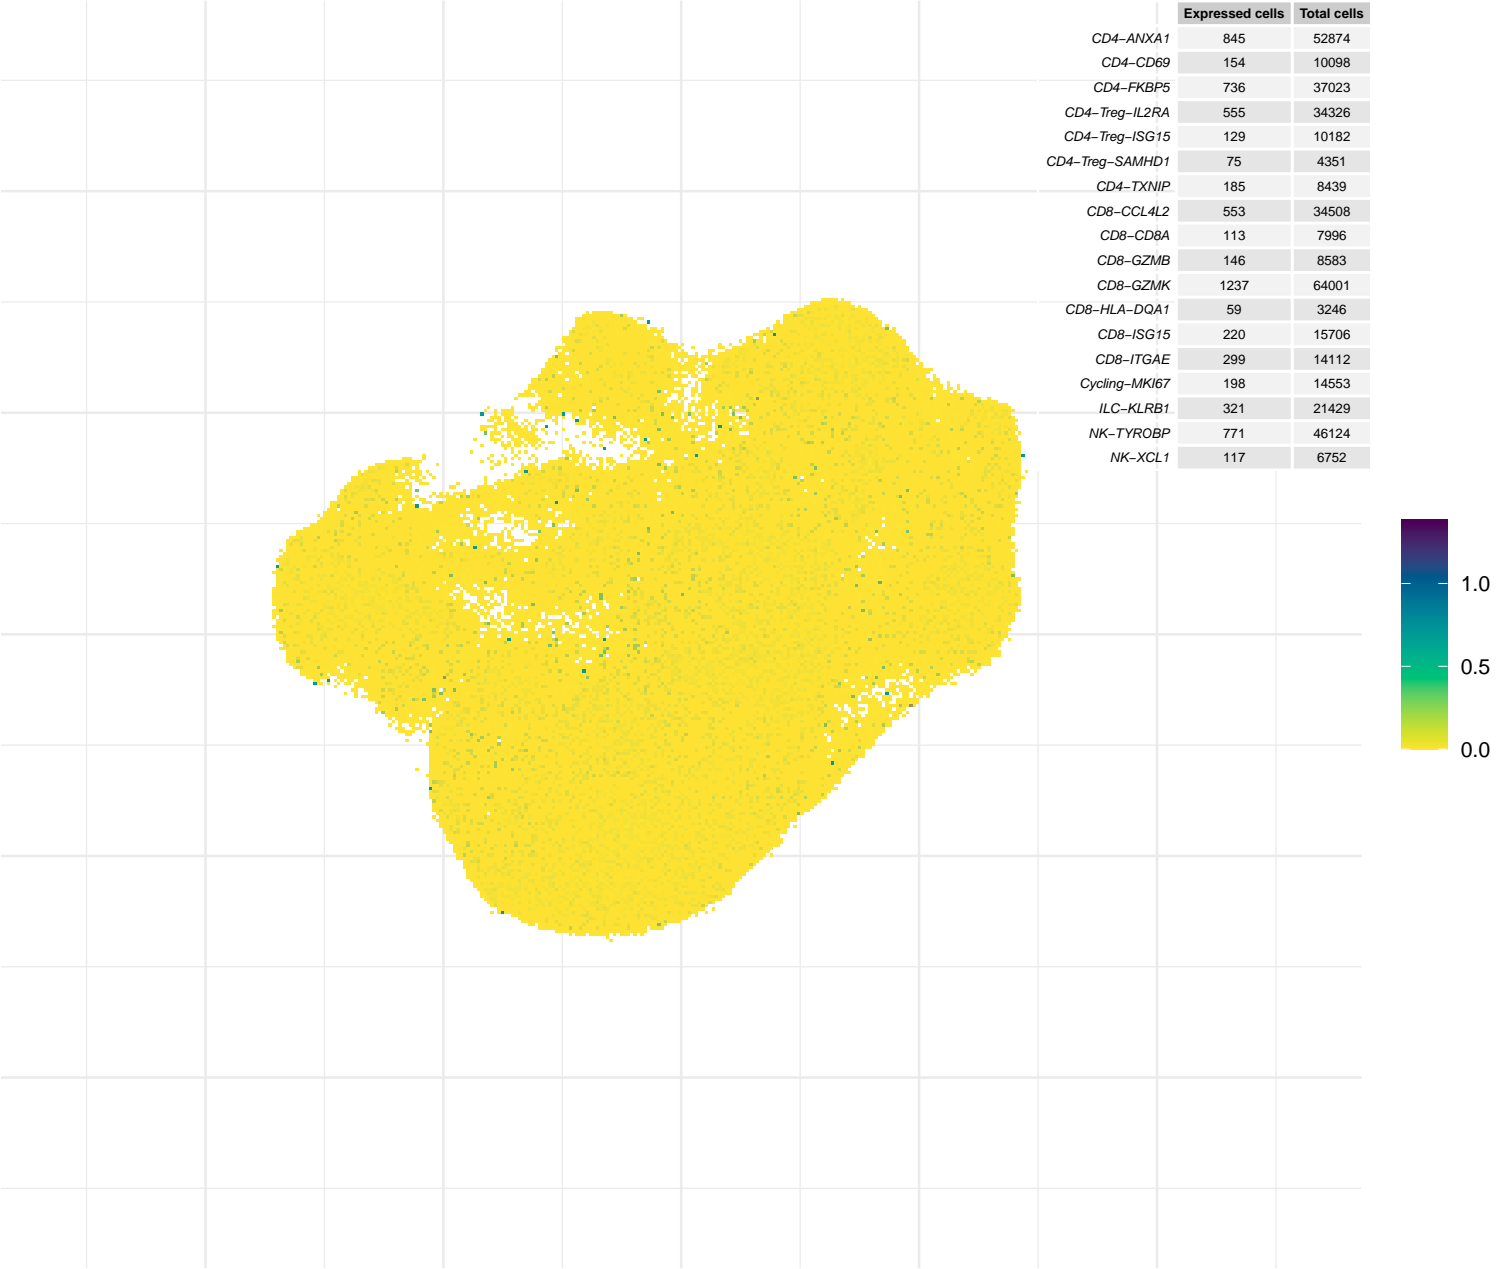 Expressed cells Total cells
CD4−ANXA1 845 52874
CD4−CD69 154 10098
CD4−FKBP5 736 37023
CD4−Treg−IL2RA 555 34326
CD4−Treg−ISG15 129 10182
CD4−Treg−SAMHD1 75 4351
CD4−TXNIP 185 8439
CD8−CCL4L2 553 34508
CD8−CD8A 113 7996
CD8−GZMB 146 8583
CD8−GZMK 1237 64001
CD8−HLA−DQA1 59 3246
CD8−ISG15 220 15706
CD8−ITGAE 299 14112
Cycling−MKI67 198 14553
ILC−KLRB1 321 21429
NK−TYROBP 771 46124
NK−XCL1 117 6752
1.0
0.5
0.0